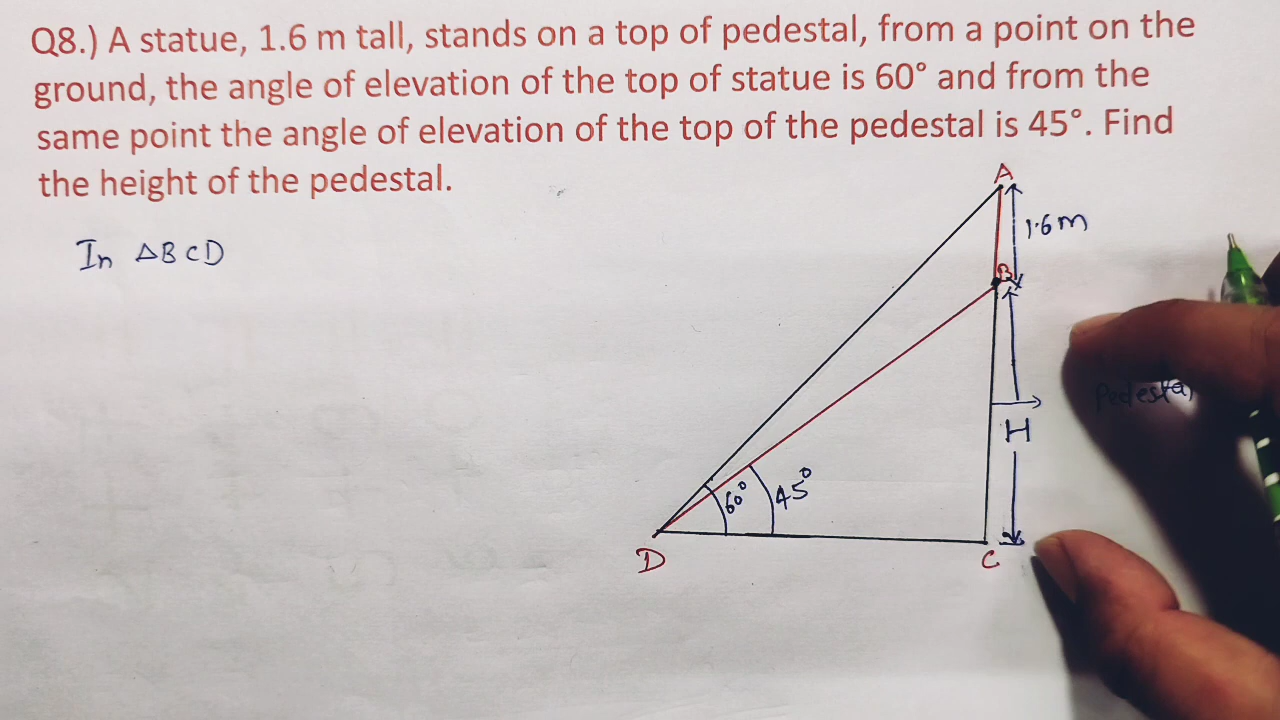 Q8.) A statue, 1.6 m tall, stands on a top of pedestal, from a point on the
ground, the angle of elevation of the top of statue is 60° and from the
same point the angle of elevation of the top of the pedestal is 45°. Find
the height of the pedestal.
A
In ΔBCD
1.6m
B
Pedestal
H
60°
45°
D
C